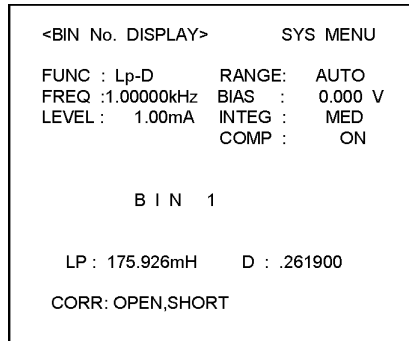 <BIN No. DISPLAY> SYS MENU
FUNC : Lp-D RANGE: AUTO
FREQ :1.00000kHz BIAS : 0.000 V
LEVEL : 1.00mA INTEG : MED
COMP : ON
B I N 1
LP : 175.926mH D : .261900
CORR: OPEN,SHORT